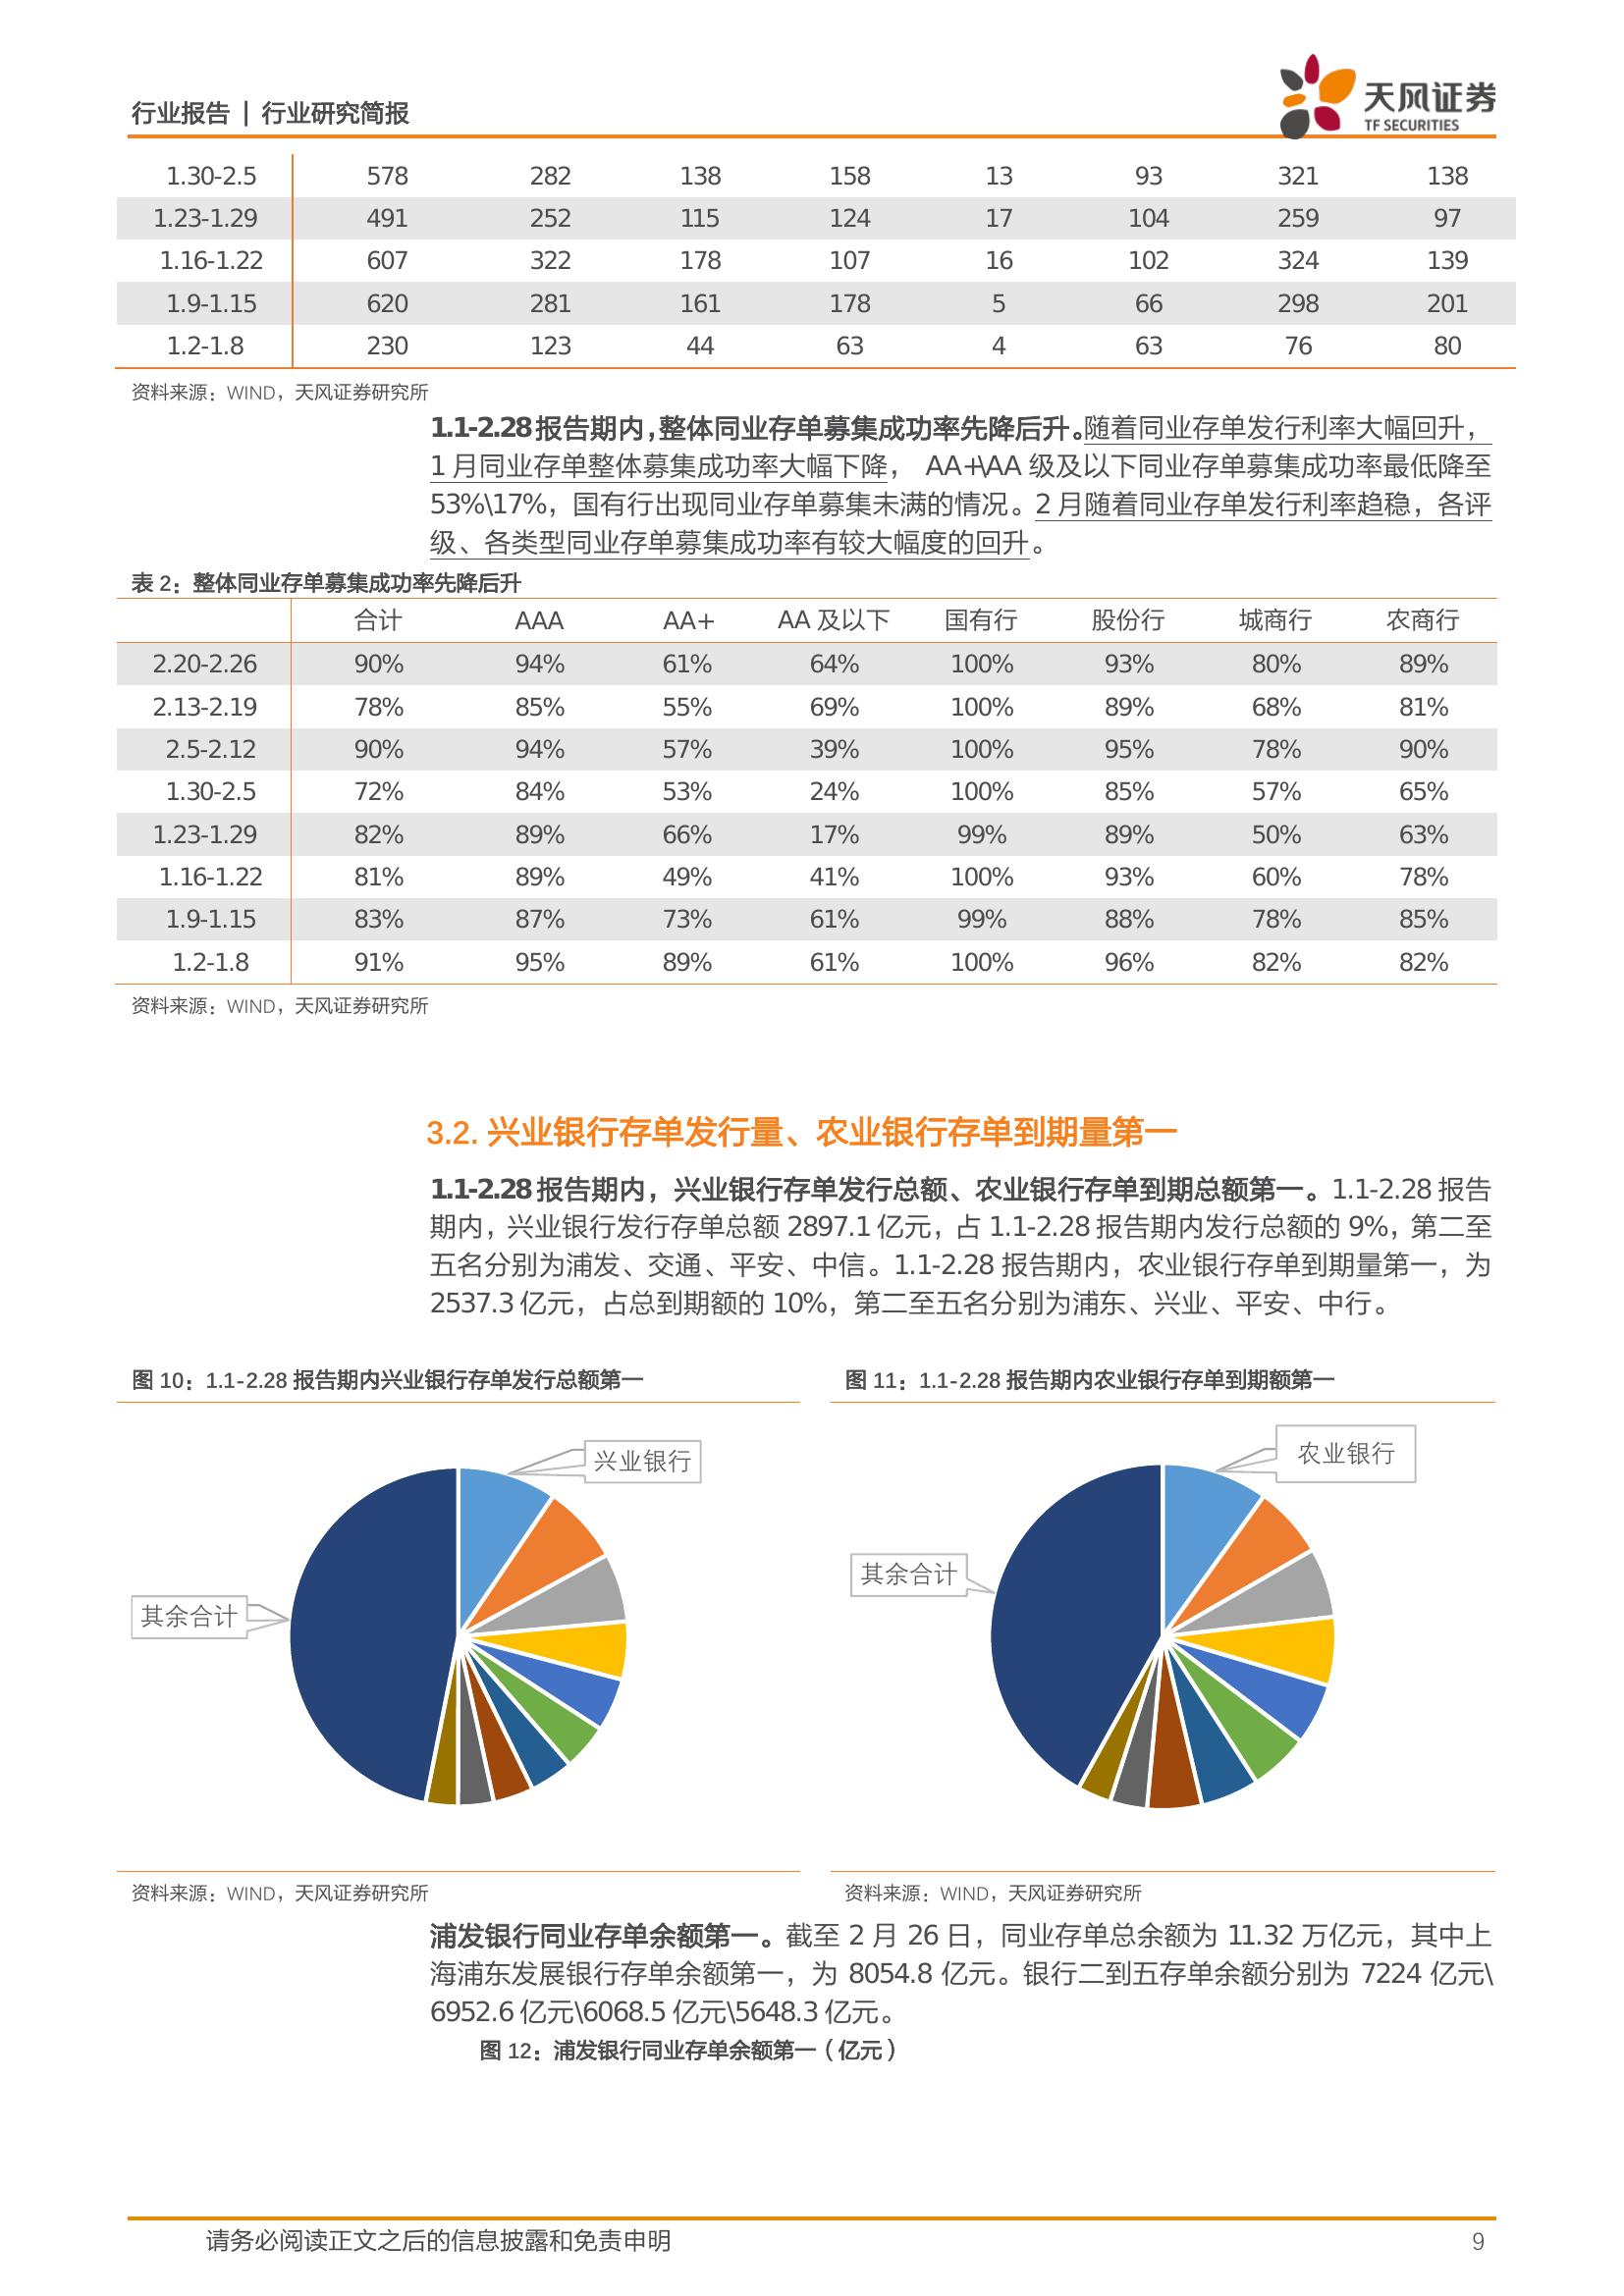 行业报告 | 行业研究简报
天风证券
TF SECURITIES
1.30-2.5 578 282 138 158 13 93 321 138
1.23-1.29 491 252 115 124 17 104 259 97
1.16-1.22 607 322 178 107 16 102 324 139
1.9-1.15 620 281 161 178 5 66 298 201
1.2-1.8 230 123 44 63 4 63 76 80
资料来源：WIND，天风证券研究所
1.1-2.28 报告期内，整体同业存单募集成功率先降后升。随着同业存单发行利率大幅回升，
1 月同业存单整体募集成功率大幅下降， AA+\AA 级及以下同业存单募集成功率最低降至
53%\17%，国有行出现同业存单募集未满的情况。2 月随着同业存单发行利率趋稳，各评
级、各类型同业存单募集成功率有较大幅度的回升。
表 2：整体同业存单募集成功率先降后升
合计 AAA AA+ AA 及以下 国有行 股份行 城商行 农商行
2.20-2.26 90% 94% 61% 64% 100% 93% 80% 89%
2.13-2.19 78% 85% 55% 69% 100% 89% 68% 81%
2.5-2.12 90% 94% 57% 39% 100% 95% 78% 90%
1.30-2.5 72% 84% 53% 24% 100% 85% 57% 65%
1.23-1.29 82% 89% 66% 17% 99% 89% 50% 63%
1.16-1.22 81% 89% 49% 41% 100% 93% 60% 78%
1.9-1.15 83% 87% 73% 61% 99% 88% 78% 85%
1.2-1.8 91% 95% 89% 61% 100% 96% 82% 82%
资料来源：WIND，天风证券研究所
3.2. 兴业银行存单发行量、农业银行存单到期量第一
1.1-2.28 报告期内，兴业银行存单发行总额、农业银行存单到期总额第一。1.1-2.28 报告
期内，兴业银行发行存单总额 2897.1 亿元，占 1.1-2.28 报告期内发行总额的 9%，第二至
五名分别为浦发、交通、平安、中信。1.1-2.28 报告期内，农业银行存单到期量第一，为
2537.3 亿元，占总到期额的 10%，第二至五名分别为浦东、兴业、平安、中行。
图 10：1.1-2.28 报告期内兴业银行存单发行总额第一
兴业银行
其余合计
资料来源：WIND，天风证券研究所
图 11：1.1-2.28 报告期内农业银行存单到期额第一
农业银行
其余合计
资料来源：WIND，天风证券研究所
浦发银行同业存单余额第一。截至 2 月 26 日，同业存单总余额为 11.32 万亿元，其中上
海浦东发展银行存单余额第一，为 8054.8 亿元。银行二到五存单余额分别为 7224 亿元\
6952.6 亿元\6068.5 亿元\5648.3 亿元。
图 12：浦发银行同业存单余额第一（亿元）
请务必阅读正文之后的信息披露和免责申明 9